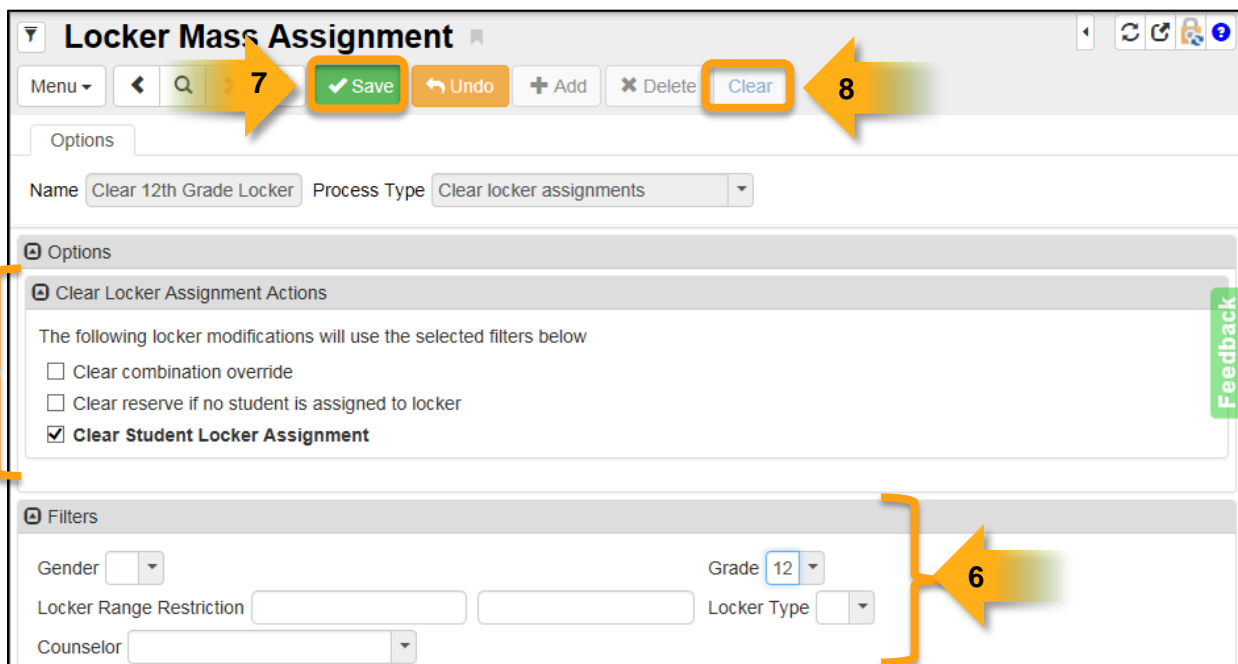 Locker Mass Assignment
Menu 7 Save Undo Add Delete Clear 8
Options
Name Clear 12th Grade Locker Process Type Clear locker assignments
Options
Clear Locker Assignment Actions
The following locker modifications will use the selected filters below
Clear combination override
Clear reserve if no student is assigned to locker
Clear Student Locker Assignment
Feedback
Filters
Gender Grade 12 6
Locker Range Restriction Locker Type
Counselor